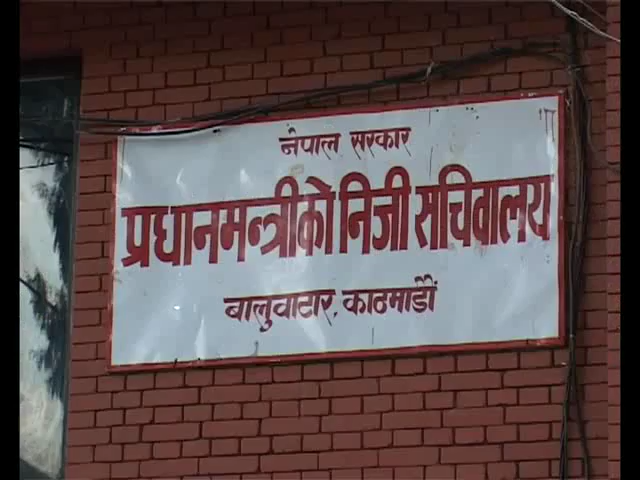 नेपाल सरकार
प्रधानमन्त्रीको निजी सचिवालय
बालुवाटार, काठमाडौं